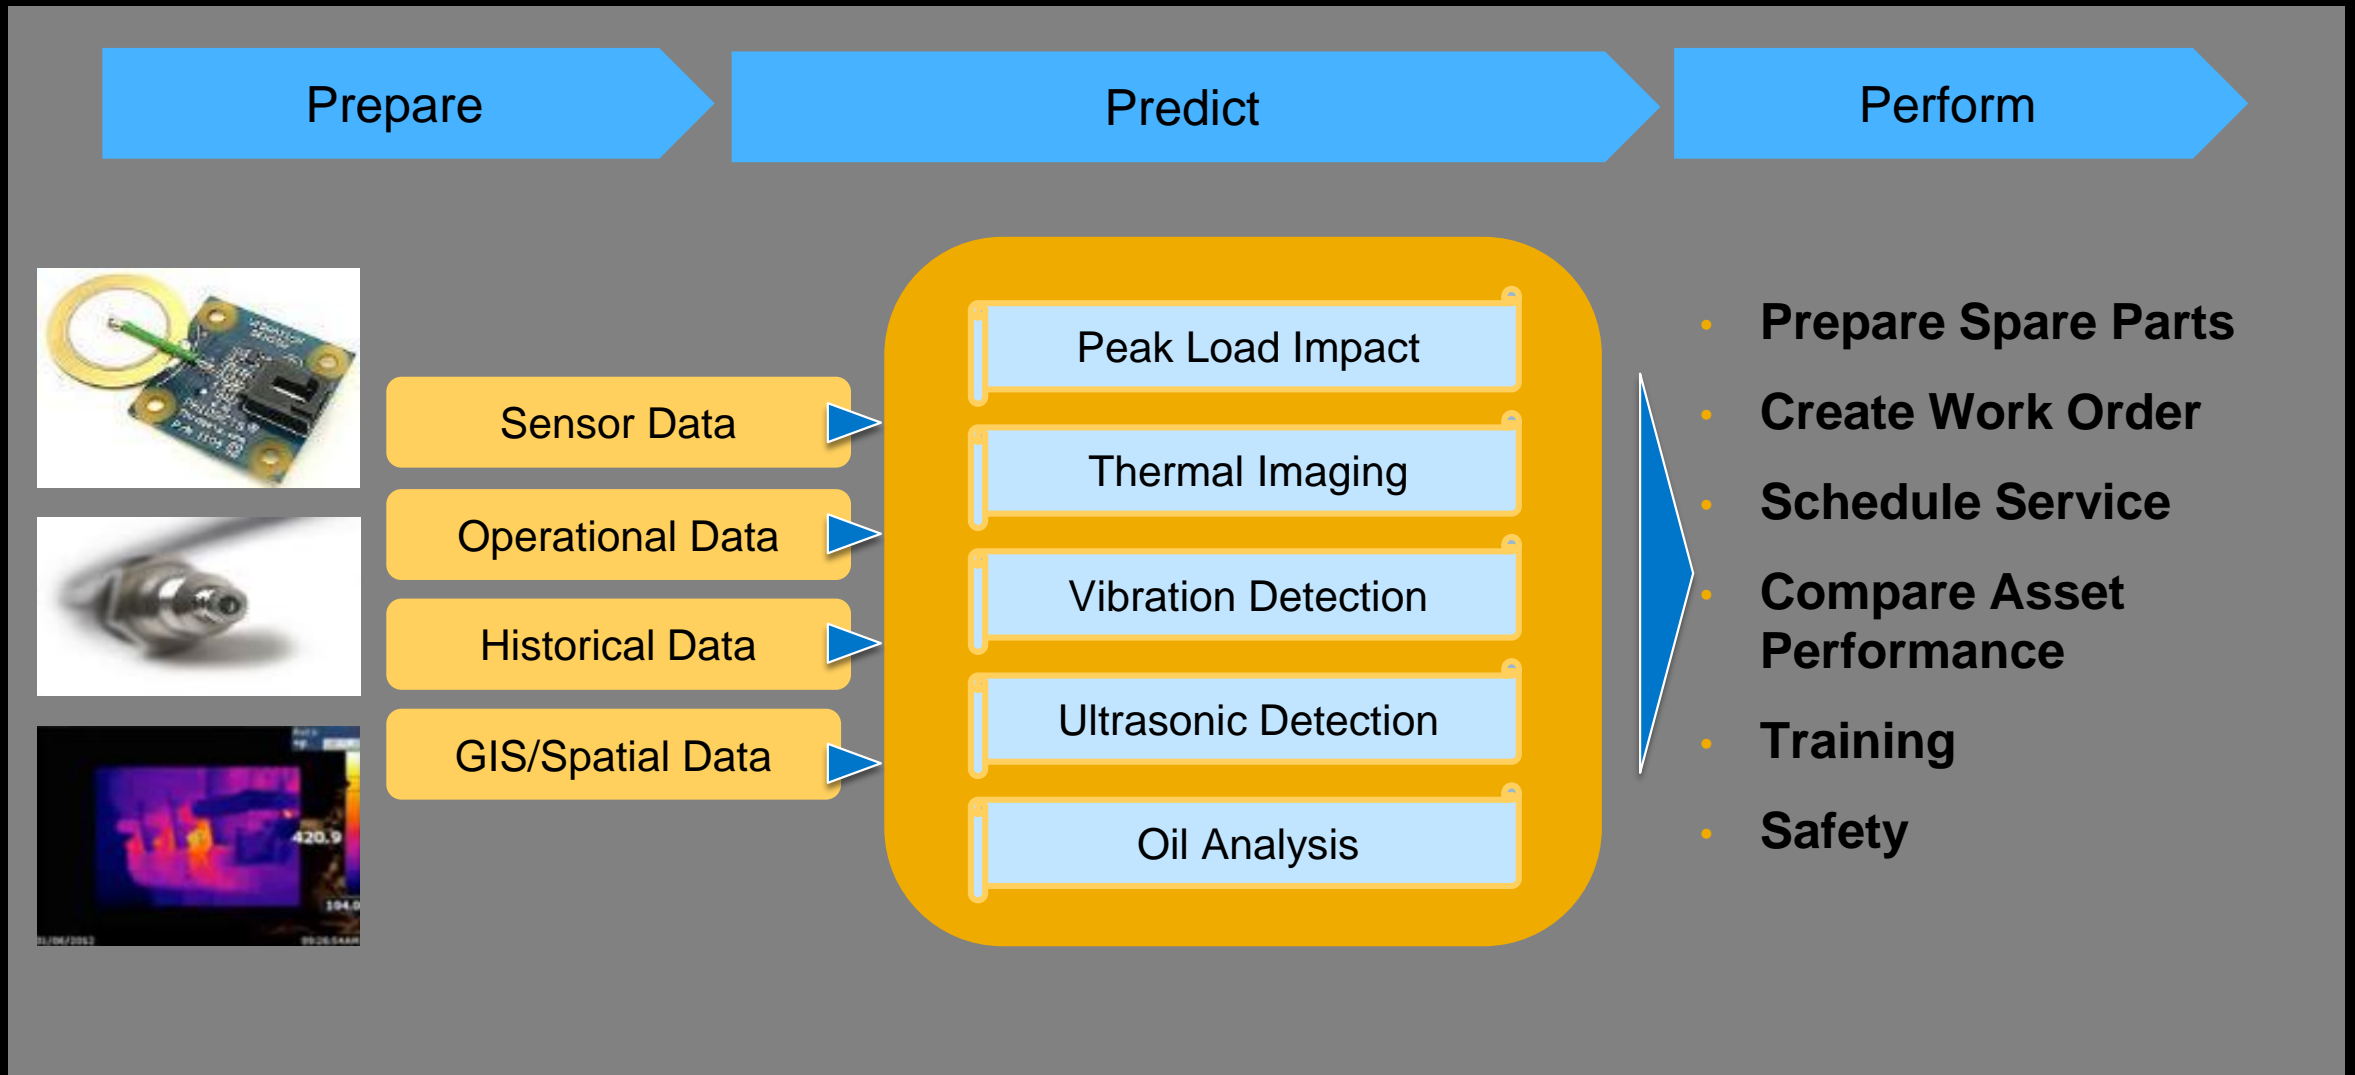 Prepare
Predict
Perform
Sensor Data
Operational Data
Historical Data
GIS/Spatial Data
Peak Load Impact
Thermal Imaging
Vibration Detection
Ultrasonic Detection
Oil Analysis
• Prepare Spare Parts
• Create Work Order
• Schedule Service
• Compare Asset
Performance
• Training
• Safety
420.9